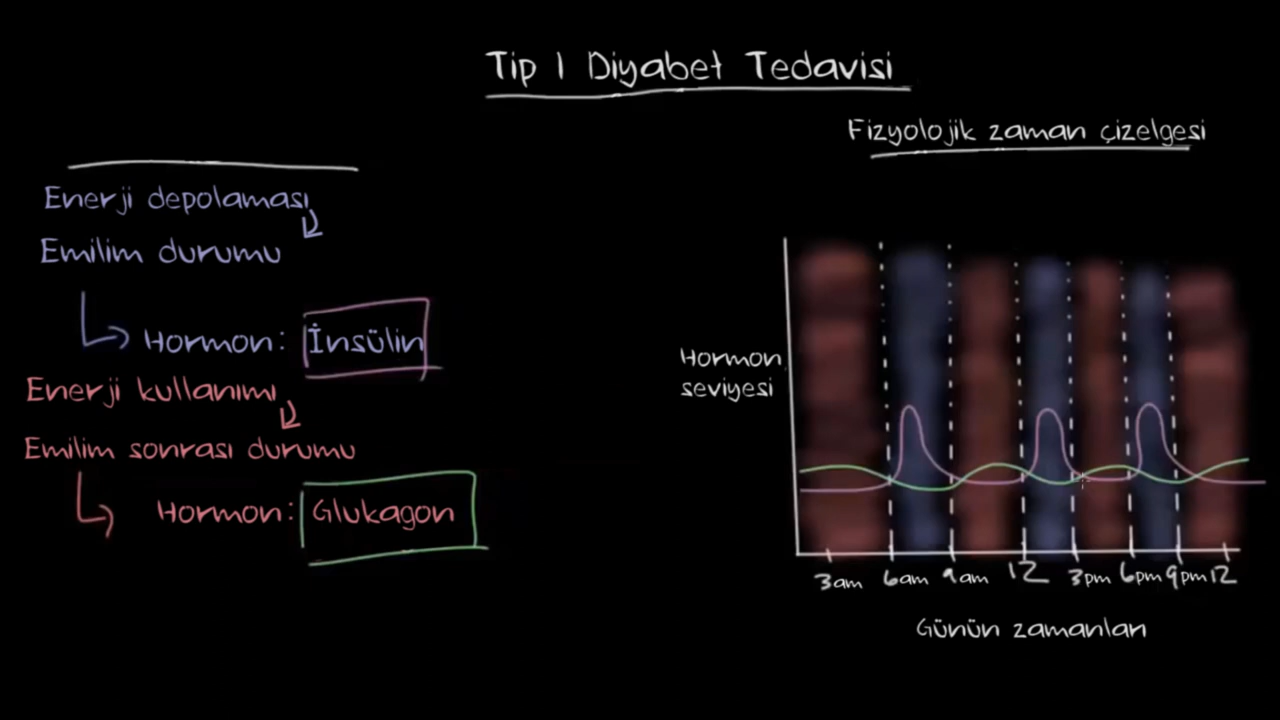 Tip 1 Diyabet Tedavisi
Fizyolojik zaman çizelgesi
Enerji depolaması
Emilim durumu
Hormon: İnsülin
Enerji kullanımı
Emilim sonrası durumu
Hormon: Glukagon
Hormon
seviyesi
3am 6am 9am 12 3pm 6pm 9pm 12
Günün zamanları